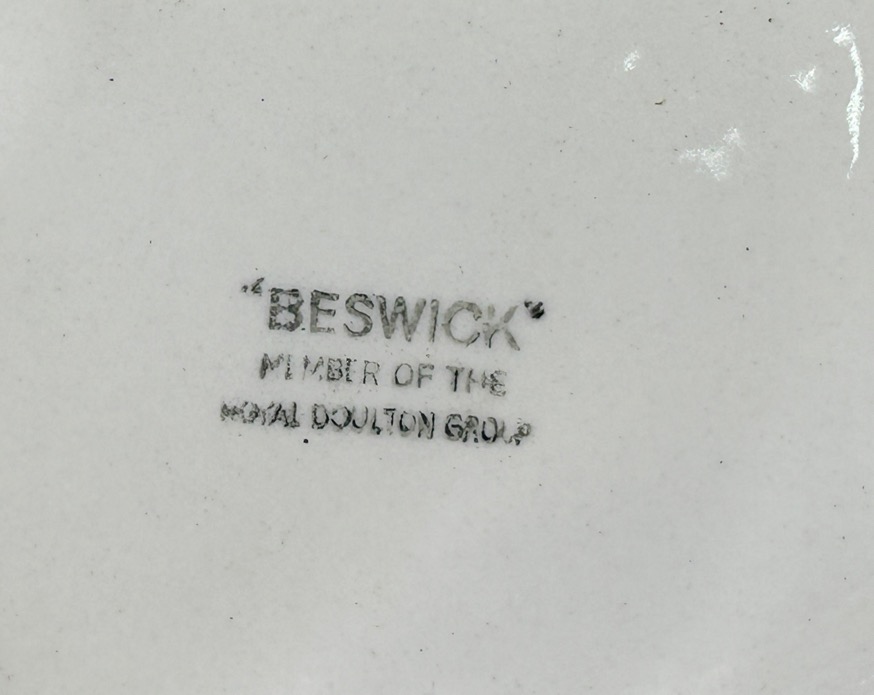 "BESWICK"
MEMBER OF THE
ROYAL DOULTON GROUP